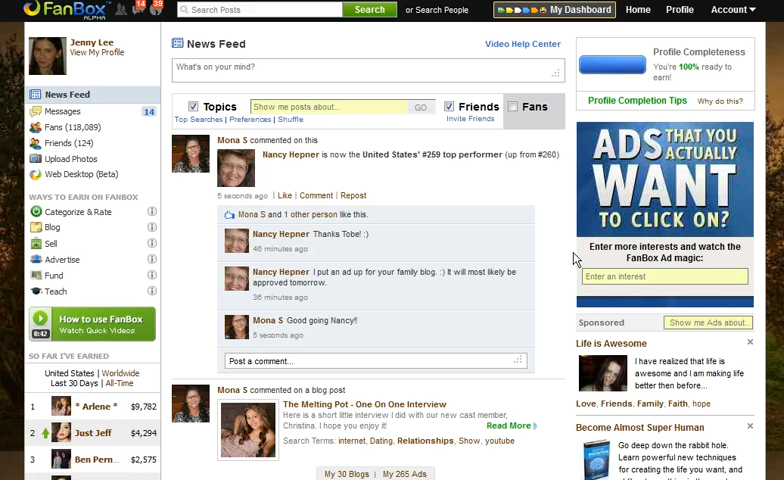 FanBox
ALPHA
14
39
Search Posts
Search
or Search People
My Dashboard
Home
Profile
Account
Jenny Lee
View My Profile
News Feed
Messages
14
Fans (118,089)
Friends (124)
Upload Photos
Web Desktop (Beta)
WAYS TO EARN ON FANBOX
Categorize & Rate
Blog
Sell
Advertise
Fund
Teach
How to use FanBox
Watch Quick Videos
0:42
SO FAR I'VE EARNED
United States | Worldwide
Last 30 Days | All-Time
1 * Arlene * $9,782
2 Just Jeff $4,294
3 Ben Pern... $2,575
News Feed
Video Help Center
What's on your mind?
Topics
Show me posts about...
GO
Friends
Fans
Top Searches | Preferences | Shuffle
Invite Friends
Mona S commented on this
Nancy Hepner is now the United States' #259 top performer (up from #260)
5 seconds ago | Like | Comment | Repost
Mona S and 1 other person like this.
Nancy Hepner Thanks Tobe! :)
46 minutes ago
Nancy Hepner I put an ad up for your family blog. :) It will most likely be
approved tomorrow.
36 minutes ago
Mona S Good going Nancy!!
5 seconds ago
Post a comment...
Mona S commented on a blog post
The Melting Pot - One On One Interview
Here is a short little interview I did with our new cast member,
Christina. I hope you enjoy it!
Read More
Search Terms: internet, Dating, Relationships, Show, youtube
My 30 Blogs | My 265 Ads
Profile Completeness
You're 100% ready to
earn!
Profile Completion Tips
Why do this?
ADS THAT YOU
ACTUALLY
WANT
TO CLICK ON?
Enter more interests and watch the
FanBox Ad magic:
Enter an interest
Sponsored
Show me Ads about...
Life is Awesome
I have realized that life is
awesome and I am making
life better then before...
Love, Friends, Family, Faith, hope
Become Almost Super Human
Go deep down the rabbit hole.
Learn powerful new techniques
for creating the life you want, and